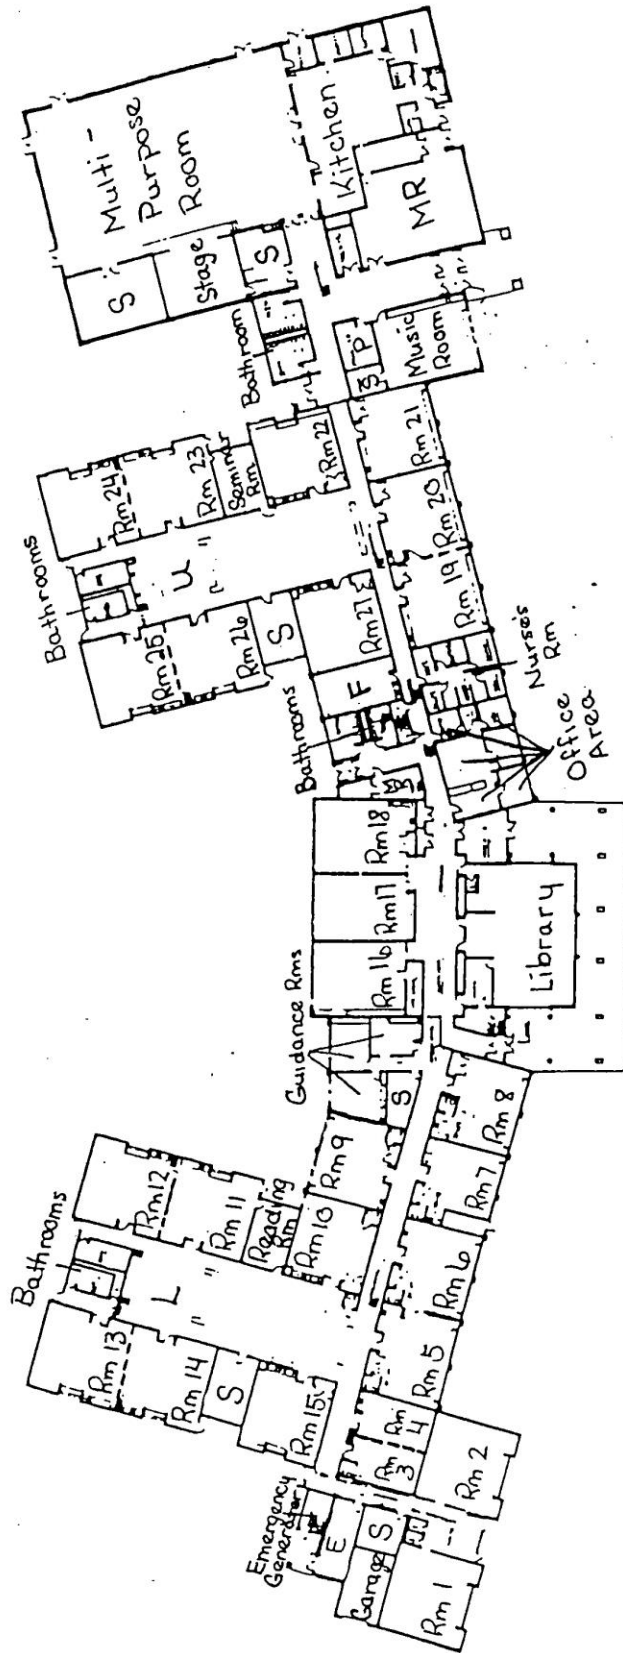 Multi-
Purpose
Room
S
Stage
S
Kitchen
MR
Bathroom
P
S
Music
Room
Rm 21
Rm 22
Seminar
Rm
Rm 23
Rm 24
Bathrooms
U
Rm 25
Rm 26
S
Rm 27
F
Rm 20
Rm 19
Nurse's
Rm
Office
Area
Bathrooms
Rm 18
Rm 17
Rm 16
Library
Guidance Rms
S
Rm 8
Rm 7
Rm 6
Rm 5
Rm 9
Rm 10
Reading
Rm
Rm 11
Rm 12
Bathrooms
L
Rm 13
Rm 14
S
Rm 15
Rm
4
Rm
3
Rm 2
Emergency
Generator
E
S
Garage
Rm 1